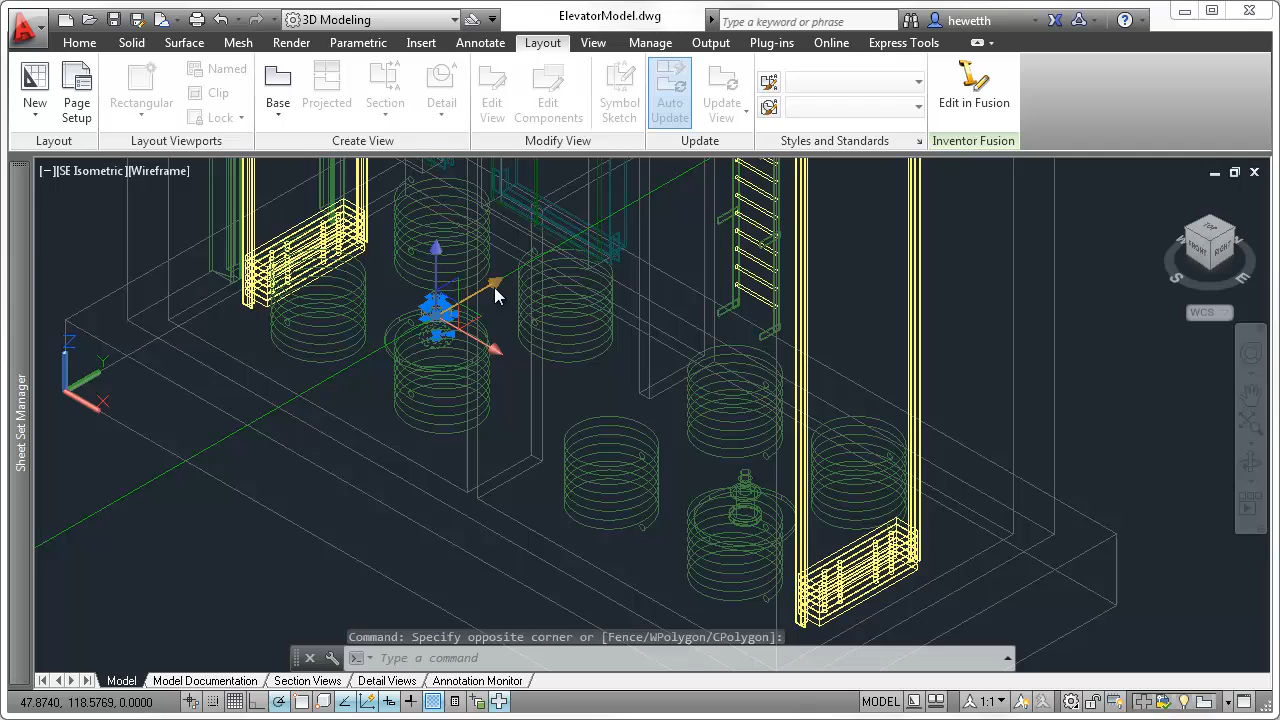 3D Modeling
ElevatorModel.dwg
Type a keyword or phrase
hewetth
Home Solid Surface Mesh Render Parametric Insert Annotate Layout View Manage Output Plug-ins Online Express Tools
New
Page
Setup
Layout
Rectangular
Named
Clip
Lock
Layout Viewports
Base
Projected
Section
Detail
Create View
Edit
View
Edit
Components
Symbol
Sketch
Modify View
Auto
Update
Update
View
Update
Styles and Standards
Edit in Fusion
Inventor Fusion
[−][SE Isometric][Wireframe]
TOP
FRONT
RIGHT
W
S
E
WCS
Z
Y
X
Sheet Set Manager
Command: Specify opposite corner or [Fence/WPolygon/CPolygon]:
Type a command
Model Model Documentation Section Views Detail Views Annotation Monitor
47.8740, 118.5769, 0.0000
MODEL
1:1